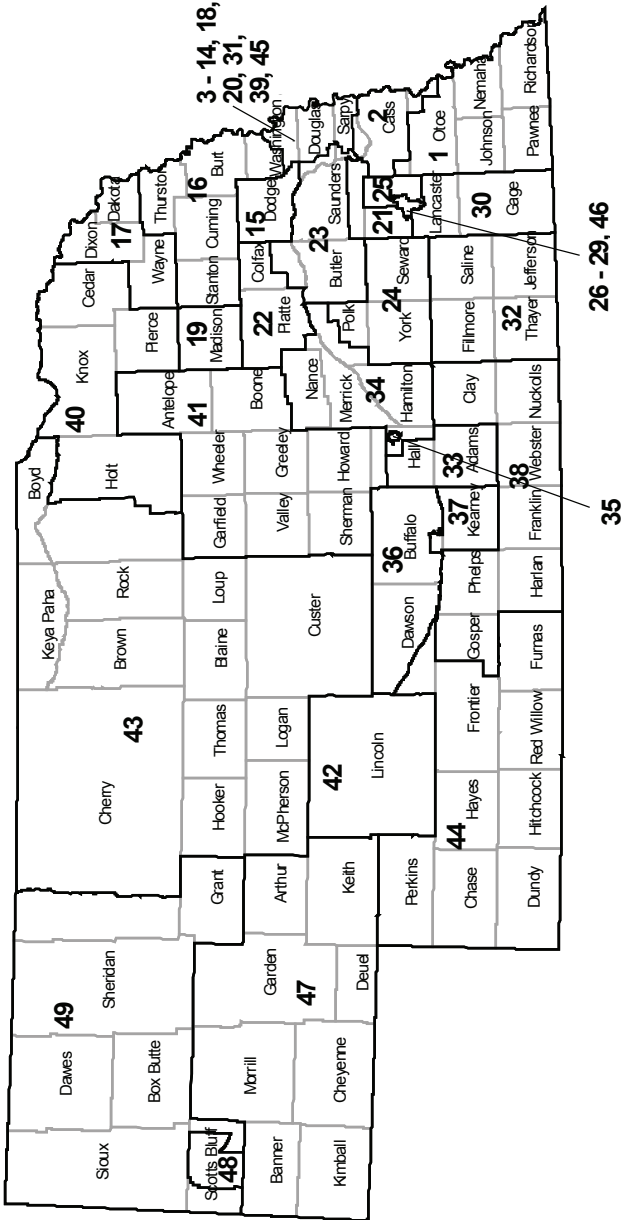 3 - 14, 18,
20, 31,
39, 45
Sioux
Dawes
Box Butte
49
Sheridan
Cherry
43
Keya Paha
Brown
Rock
Boyd
Holt
40
Knox
Cedar
Dixon
Dakota
17
Pierce
Wayne
Thurston
Antelope
41
Boone
19
Madison
Stanton
Cuming
16
Burt
Scotts Bluff
48
Banner
Kimball
Morrill
Cheyenne
Garden
47
Deuel
Grant
Arthur
Keith
Hooker
Thomas
McPherson
Logan
Blaine
Loup
Custer
Garfield
Wheeler
Valley
Greeley
Sherman
Howard
Nance
Merrick
34
Hamilton
22
Platte
Colfax
15
Dodge
Washington
Douglas
Sarpy
2
Cass
Polk
Butler
23
Saunders
York
24
Seward
21
25
Lancaster
1
Otoe
Perkins
Chase
Dundy
44
Hayes
Hitchcock
42
Lincoln
Frontier
Red Willow
Dawson
36
Buffalo
Hall
Gosper
Phelps
37
Kearney
33
Adams
Clay
Fillmore
Saline
30
Gage
Johnson
Nemaha
Furnas
Harlan
Franklin
38
Webster
Nuckolls
32
Thayer
Jefferson
Pawnee
Richardson
35
26 - 29, 46